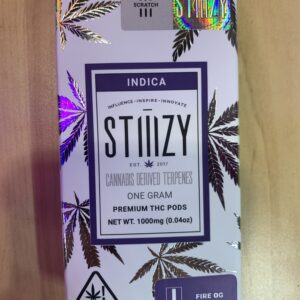 SCRATCH
STIIIZY
INDICA
INFLUENCE • INSPIRE • INNOVATE
STIIIZY
EST. 2017
CANNABIS DERIVED TERPENES
ONE GRAM
PREMIUM THC PODS
NET WT. 1000mg (0.04oz)
I
FIRE OG